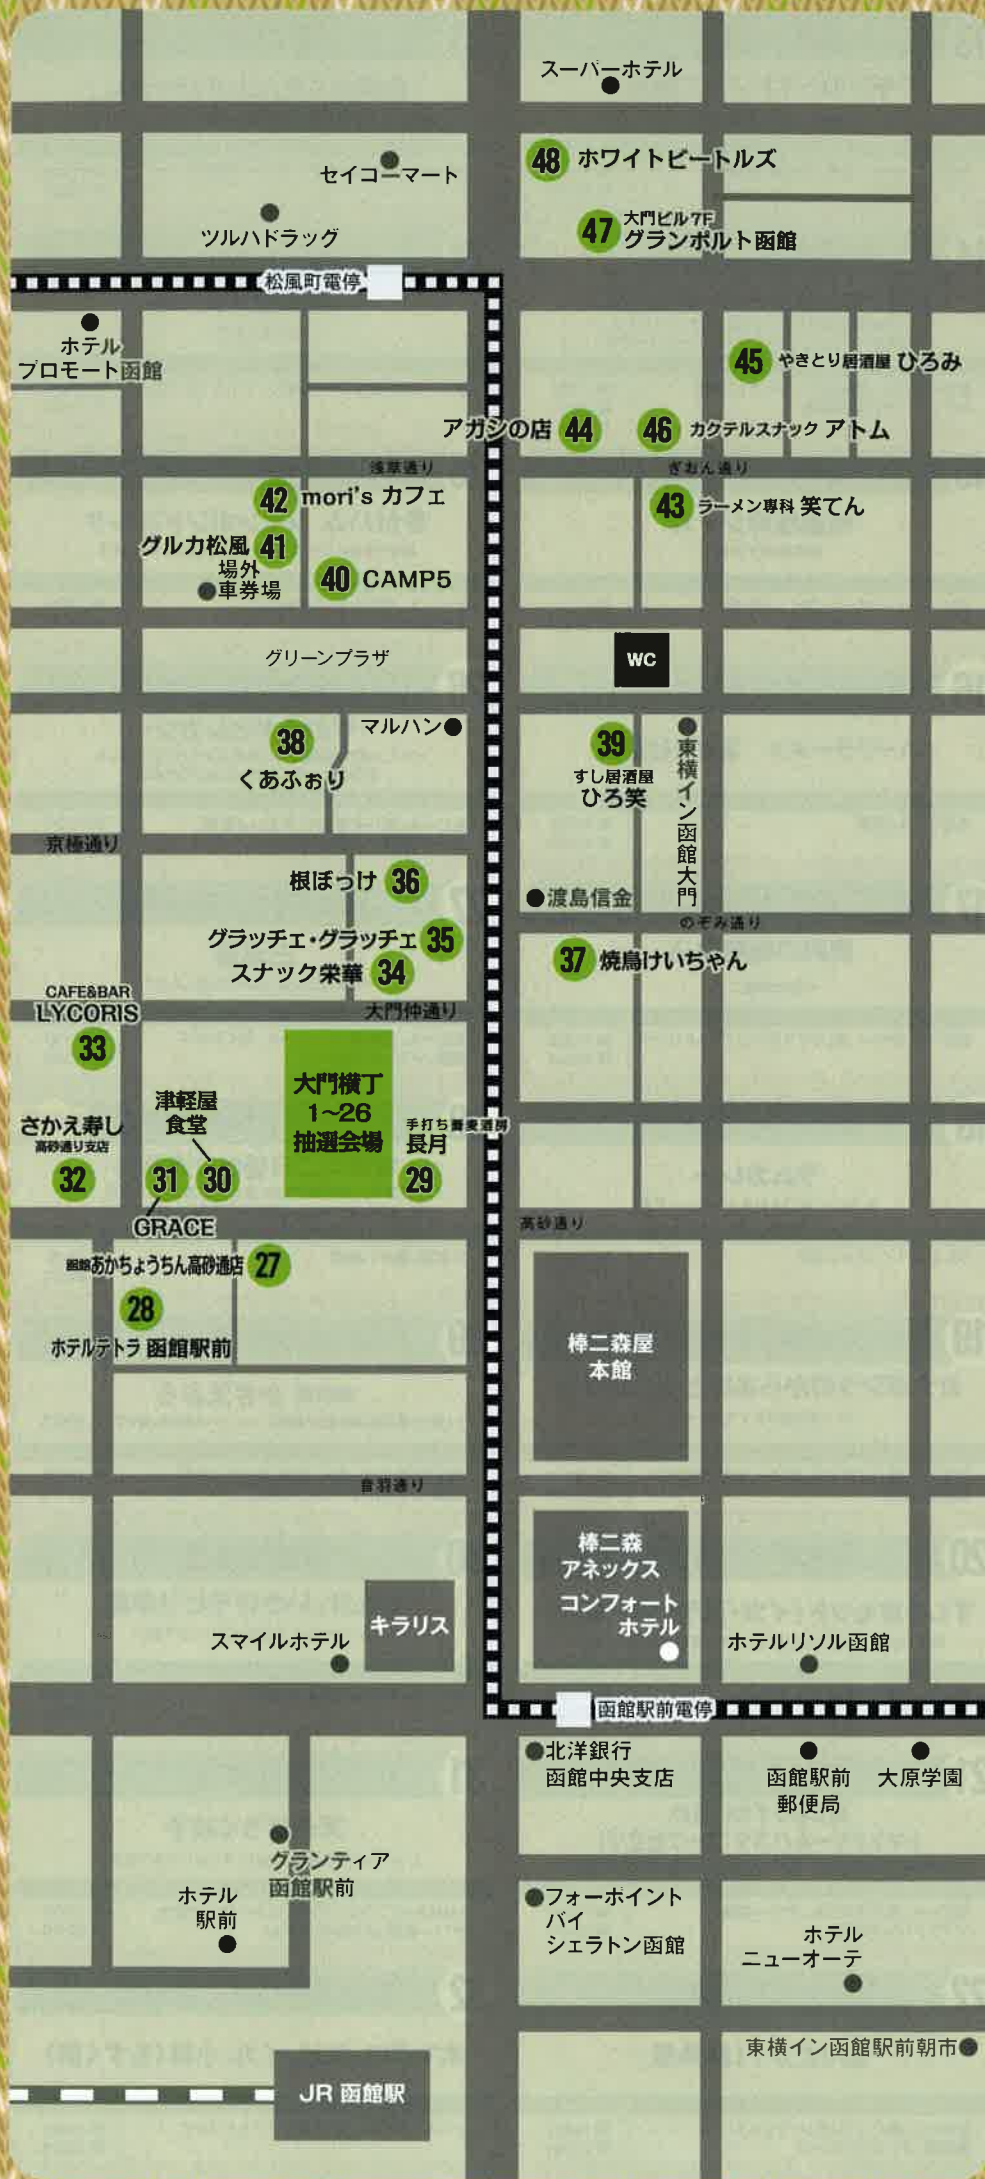 スーパーホテル
48 ホワイトビートルズ
セイコーマート
大門ビル7F
47 グランポルト函館
ツルハドラッグ
松風町電停
ホテル
プロモート函館
45 やきとり居酒屋 ひろみ
アガシの店 44
46 カクテルスナック アトム
浅草通り
ぎおん通り
42 mori's カフェ
43 ラーメン専科 笑てん
グルカ松風 41
場外
車券場
40 CAMP5
グリーンプラザ
WC
マルハン
38
くあふぉり
39
すし居酒屋
ひろ笑
東横イン函館大門
京極通り
根ぼっけ 36
渡島信金
のぞみ通り
グラッチェ・グラッチェ 35
スナック栄華 34
37 焼鳥けいちゃん
CAFE&BAR
LYCORIS
33
大門仲通り
大門横丁
1~26
抽選会場
津軽屋
食堂
手打ち蕎麦酒房
長月
29
さかえ寿し
高砂通り支店
32
31
30
GRACE
高砂通り
函館あかちょうちん高砂通店 27
28
ホテルテトラ 函館駅前
棒二森屋
本館
音羽通り
棒二森
アネックス
コンフォート
ホテル
キラリス
スマイルホテル
ホテルリソル函館
函館駅前電停
北洋銀行
函館中央支店
函館駅前
郵便局
大原学園
グランティア
函館駅前
ホテル
駅前
フォーポイント
バイ
シェラトン函館
ホテル
ニューオーテ
東横イン函館駅前朝市
JR 函館駅